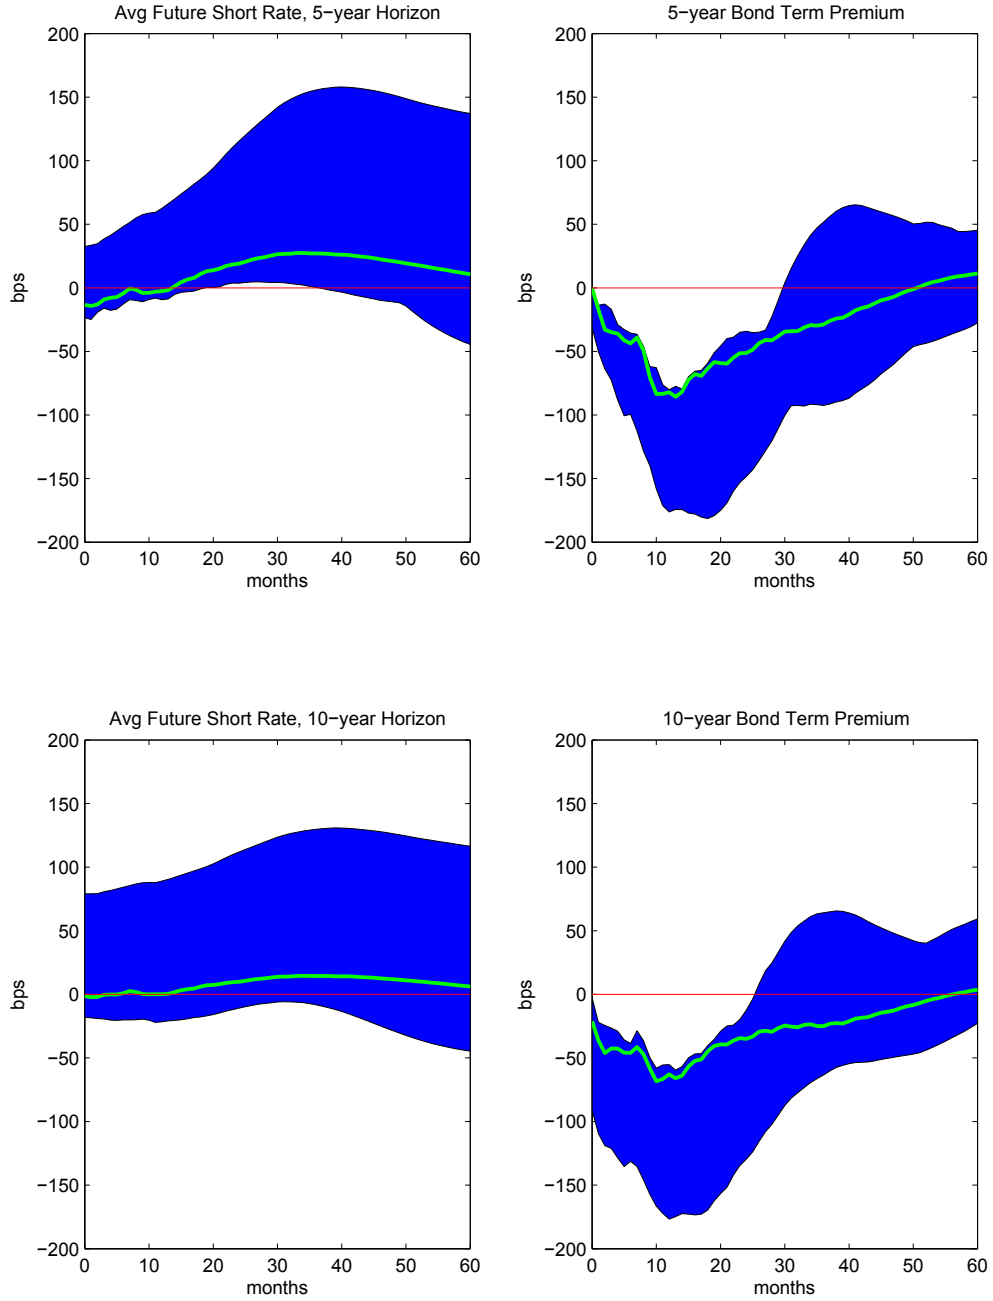 Avg Future Short Rate, 5−year Horizon
200
150
100
50
0
−50
−100
−150
−200
bps
0 10 20 30 40 50 60
months
5−year Bond Term Premium
200
150
100
50
0
−50
−100
−150
−200
bps
0 10 20 30 40 50 60
months
Avg Future Short Rate, 10−year Horizon
200
150
100
50
0
−50
−100
−150
−200
bps
0 10 20 30 40 50 60
months
10−year Bond Term Premium
200
150
100
50
0
−50
−100
−150
−200
bps
0 10 20 30 40 50 60
months